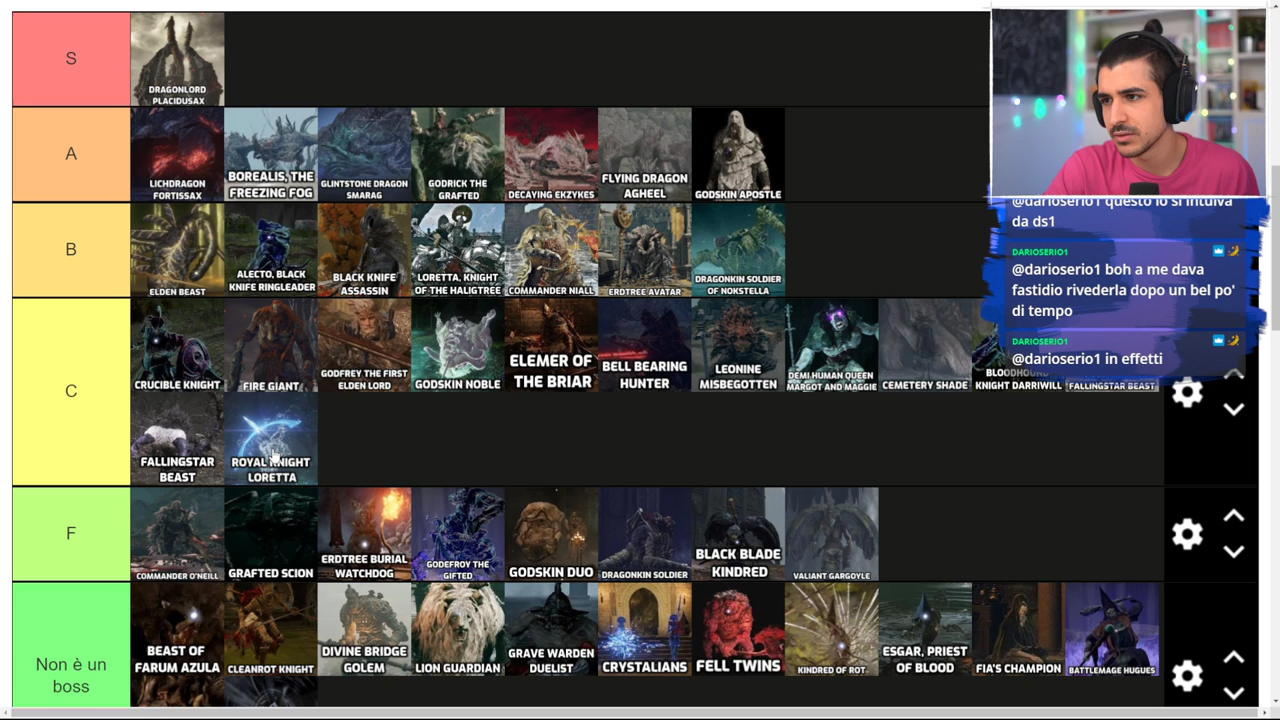 S
DRAGONLORD
PLACIDUSAX
A
LICHDRAGON
FORTISSAX
BOREALIS, THE
FREEZING FOG
GLINTSTONE DRAGON
SMARAG
GODRICK THE
GRAFTED
DECAYING EKZYKES
FLYING DRAGON
AGHEEL
GODSKIN APOSTLE
@darioserio1 questo lo si intuiva
da ds1
DARIOSERIO1
@darioserio1 boh a me dava
fastidio rivederla dopo un bel po'
di tempo
DARIOSERIO1
@darioserio1 in effetti
B
ELDEN BEAST
ALECTO, BLACK
KNIFE RINGLEADER
BLACK KNIFE
ASSASSIN
LORETTA, KNIGHT
OF THE HALIGTREE
COMMANDER NIALL
ERDTREE AVATAR
DRAGONKIN SOLDIER
OF NOKSTELLA
C
CRUCIBLE KNIGHT
FIRE GIANT
GODFREY THE FIRST
ELDEN LORD
GODSKIN NOBLE
ELEMER OF
THE BRIAR
BELL BEARING
HUNTER
LEONINE
MISBEGOTTEN
DEMI HUMAN QUEEN
MARGOT AND MAGGIE
CEMETERY SHADE
BLOODHOUND
KNIGHT DARRIWILL
FALLINGSTAR BEAST
FALLINGSTAR
BEAST
ROYAL KNIGHT
LORETTA
F
COMMANDER O'NEILL
GRAFTED SCION
ERDTREE BURIAL
WATCHDOG
GODEFROY THE
GIFTED
GODSKIN DUO
DRAGONKIN SOLDIER
BLACK BLADE
KINDRED
VALIANT GARGOYLE
Non è un
boss
BEAST OF
FARUM AZULA
CLEANROT KNIGHT
DIVINE BRIDGE
GOLEM
LION GUARDIAN
GRAVE WARDEN
DUELIST
CRYSTALIANS
FELL TWINS
KINDRED OF ROT
ESGAR, PRIEST
OF BLOOD
FIA'S CHAMPION
BATTLEMAGE HUGUES